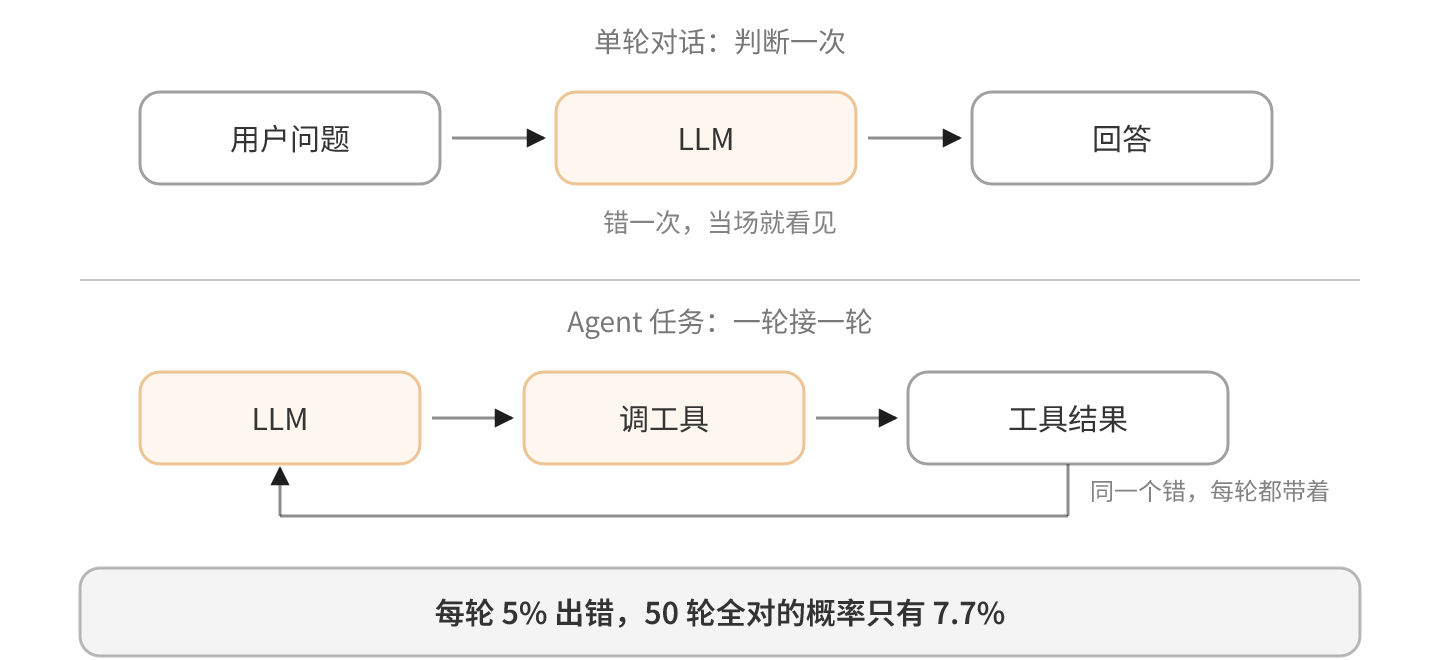 单轮对话：判断一次
用户问题
LLM
回答
错一次，当场就看见
Agent 任务：一轮接一轮
LLM
调工具
工具结果
同一个错，每轮都带着
每轮 5% 出错，50 轮全对的概率只有 7.7%